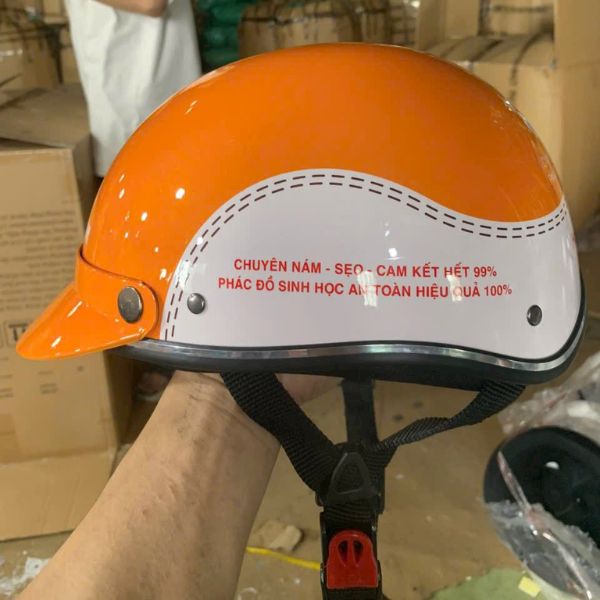 CHUYÊN NÁM - SẸO - CAM KẾT HẾT 99%
PHÁC ĐỒ SINH HỌC AN TOÀN HIỆU QUẢ 100%